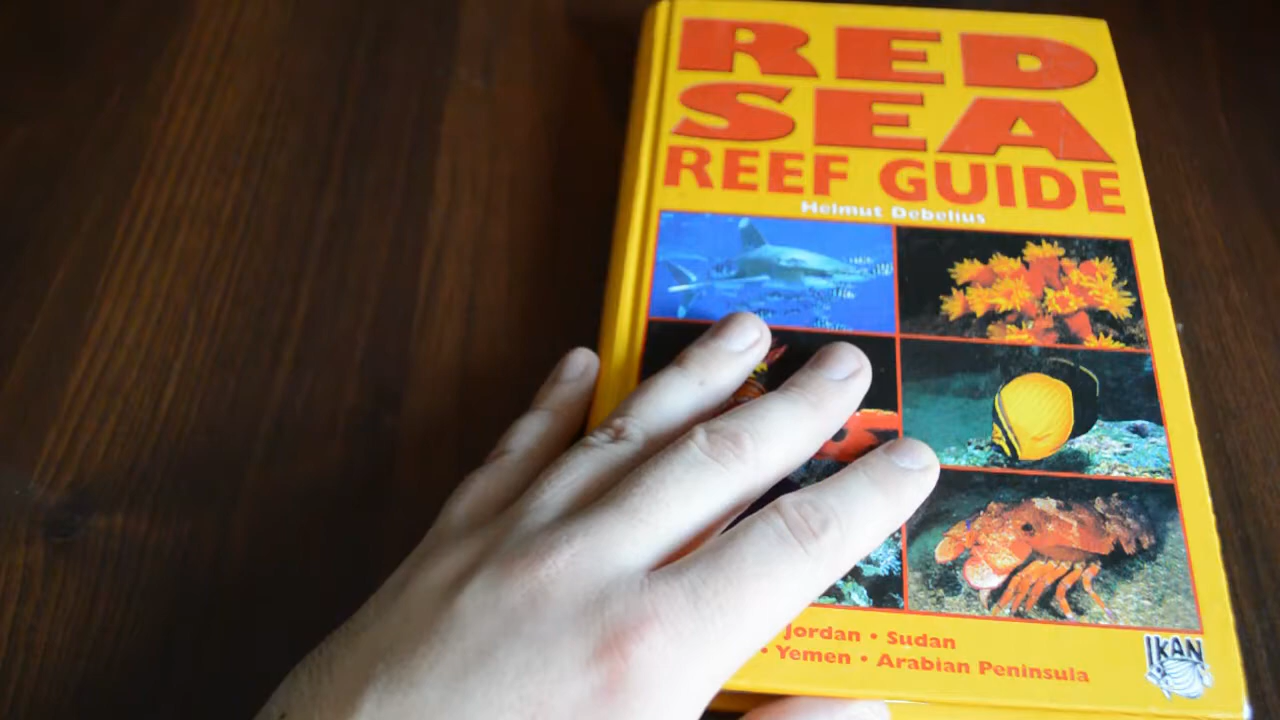 RED
SEA
REEF GUIDE
Helmut Debelius
Jordan • Sudan
• Yemen • Arabian Peninsula
IKAN